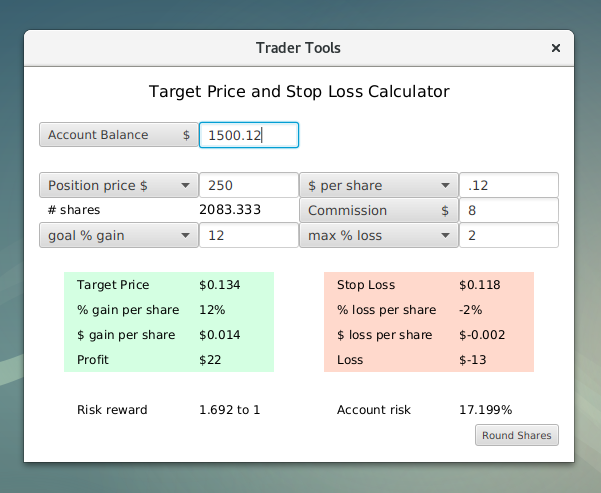 Trader Tools
Target Price and Stop Loss Calculator
Account Balance $ 1500.12
Position price $ 250 $ per share .12
# shares 2083.333 Commission $ 8
goal % gain 12 max % loss 2
Target Price $0.134 Stop Loss $0.118
% gain per share 12% % loss per share -2%
$ gain per share $0.014 $ loss per share $-0.002
Profit $22 Loss $-13
Risk reward 1.692 to 1 Account risk 17.199%
Round Shares